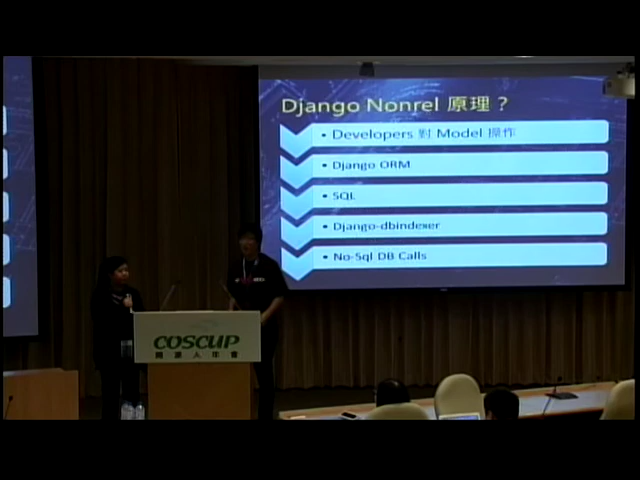 Django Nonrel 原理？
• Developers 對 Model 操作
• Django ORM
• SQL
• Django-dbindexer
• No-Sql DB Calls
COSCUP
開源人年會